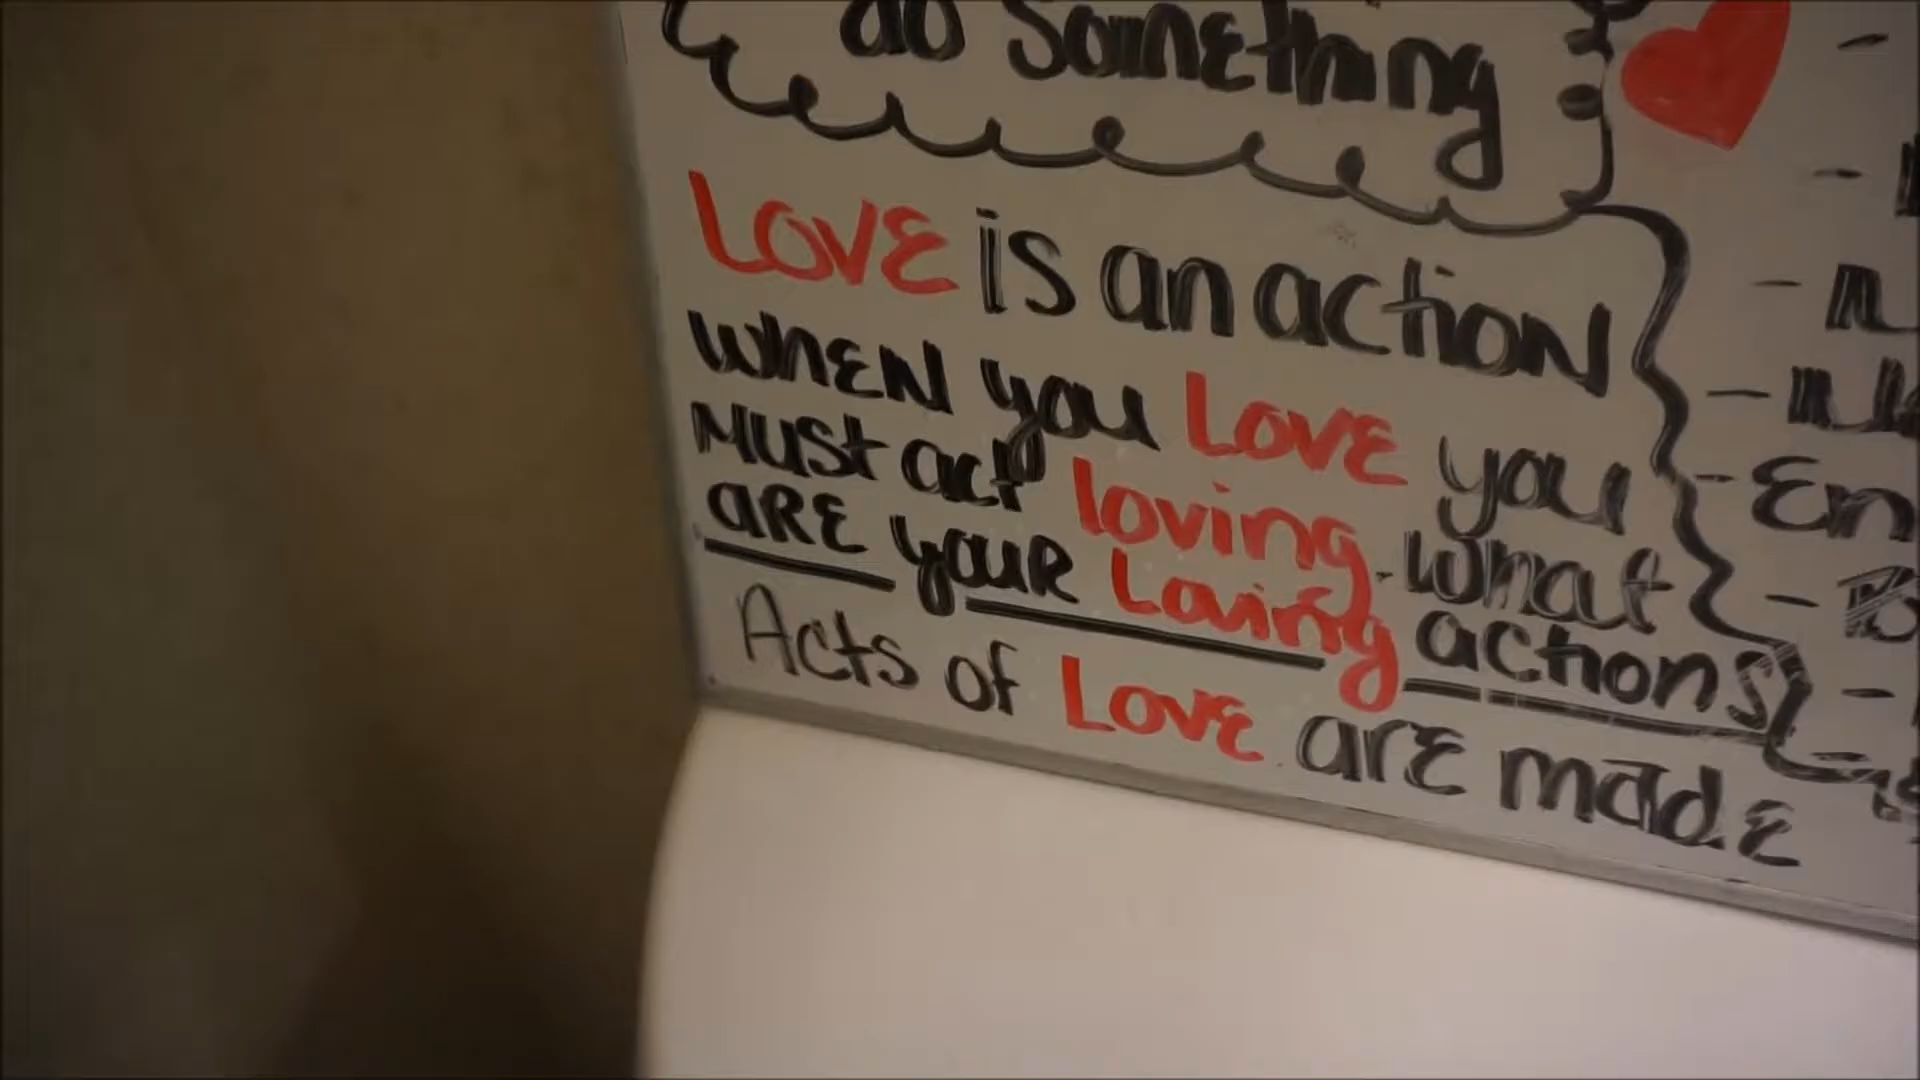 do Something
LOVE is an action
WHEN you LOVE you
MUST act loving. What
ARE your Loving actions
Acts of LOVE are made
- En